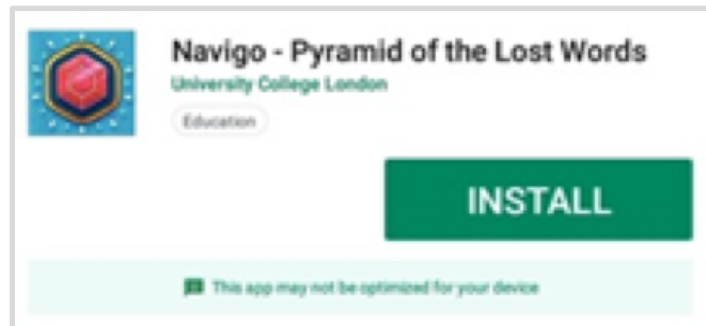 Navigo - Pyramid of the Lost Words
University College London
Education
INSTALL
This app may not be optimized for your device